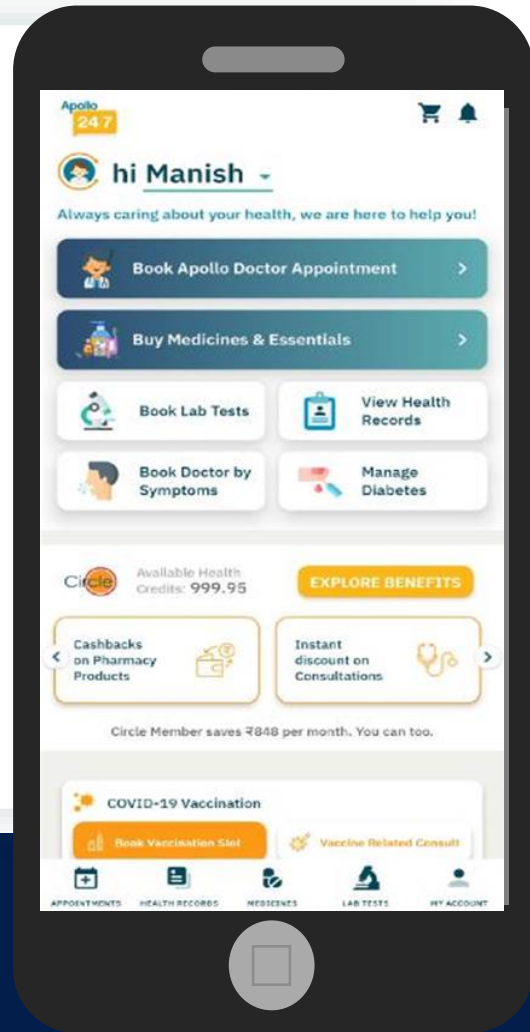 Apollo
24|7
hi Manish
Always caring about your health, we are here to help you!
Book Apollo Doctor Appointment
Buy Medicines & Essentials
Book Lab Tests
View Health
Records
Book Doctor by
Symptoms
Manage
Diabetes
Circle
Available Health
Credits: 999.95
EXPLORE BENEFITS
Cashbacks
on Pharmacy
Products
Instant
discount on
Consultations
Circle Member saves ₹848 per month. You can too.
COVID-19 Vaccination
Book Vaccination Slot
Vaccine Related Consult
APPOINTMENTS
HEALTH RECORDS
MEDICINES
LAB TESTS
MY ACCOUNT